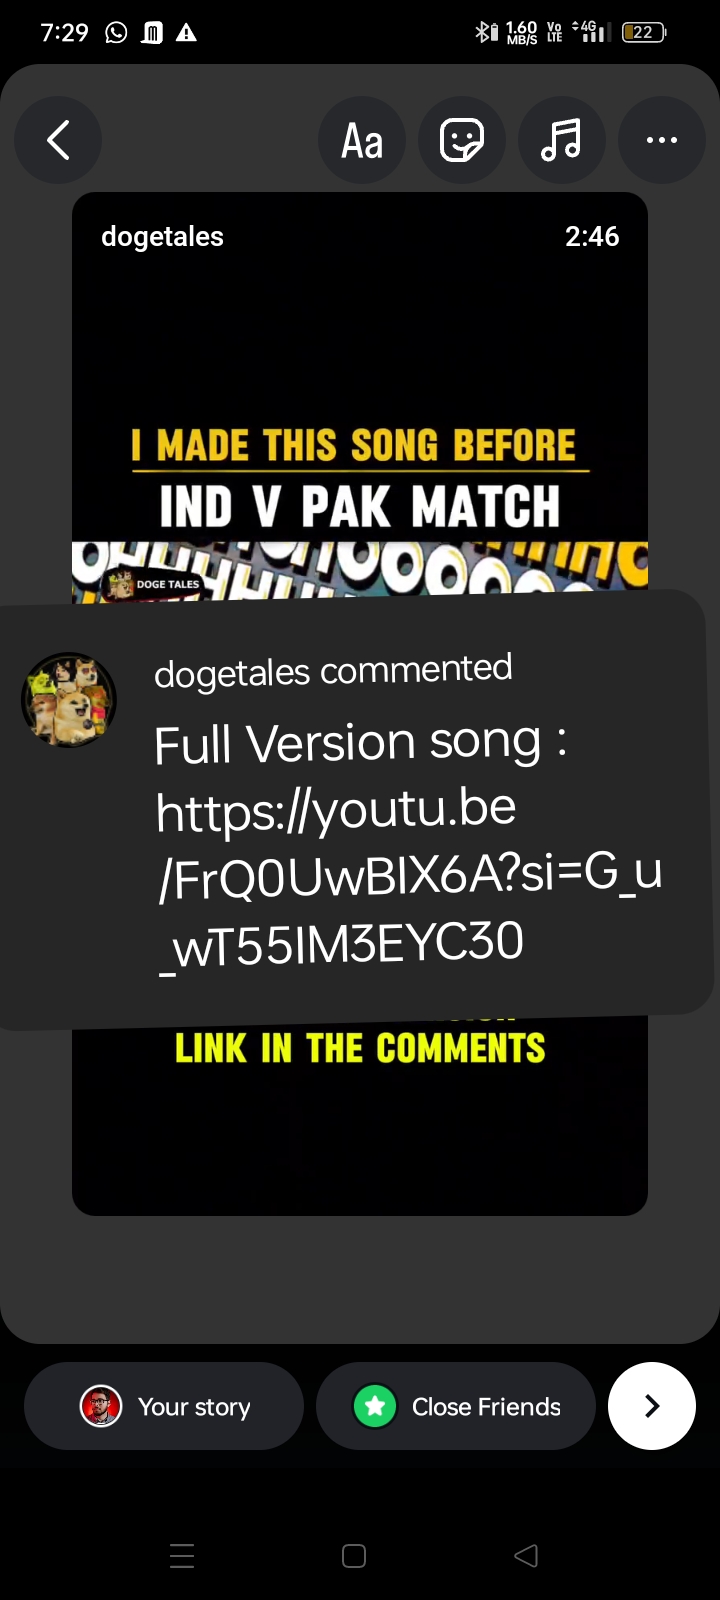 7:29
1.60
MB/S
Vo
LTE
4G
22
Aa
dogetales
2:46
I MADE THIS SONG BEFORE
IND V PAK MATCH
DOGE TALES
dogetales commented
Full Version song :
https://youtu.be
/FrQ0UwBIX6A?si=G_u
_wT55IM3EYC30
LINK IN THE COMMENTS
Your story
Close Friends